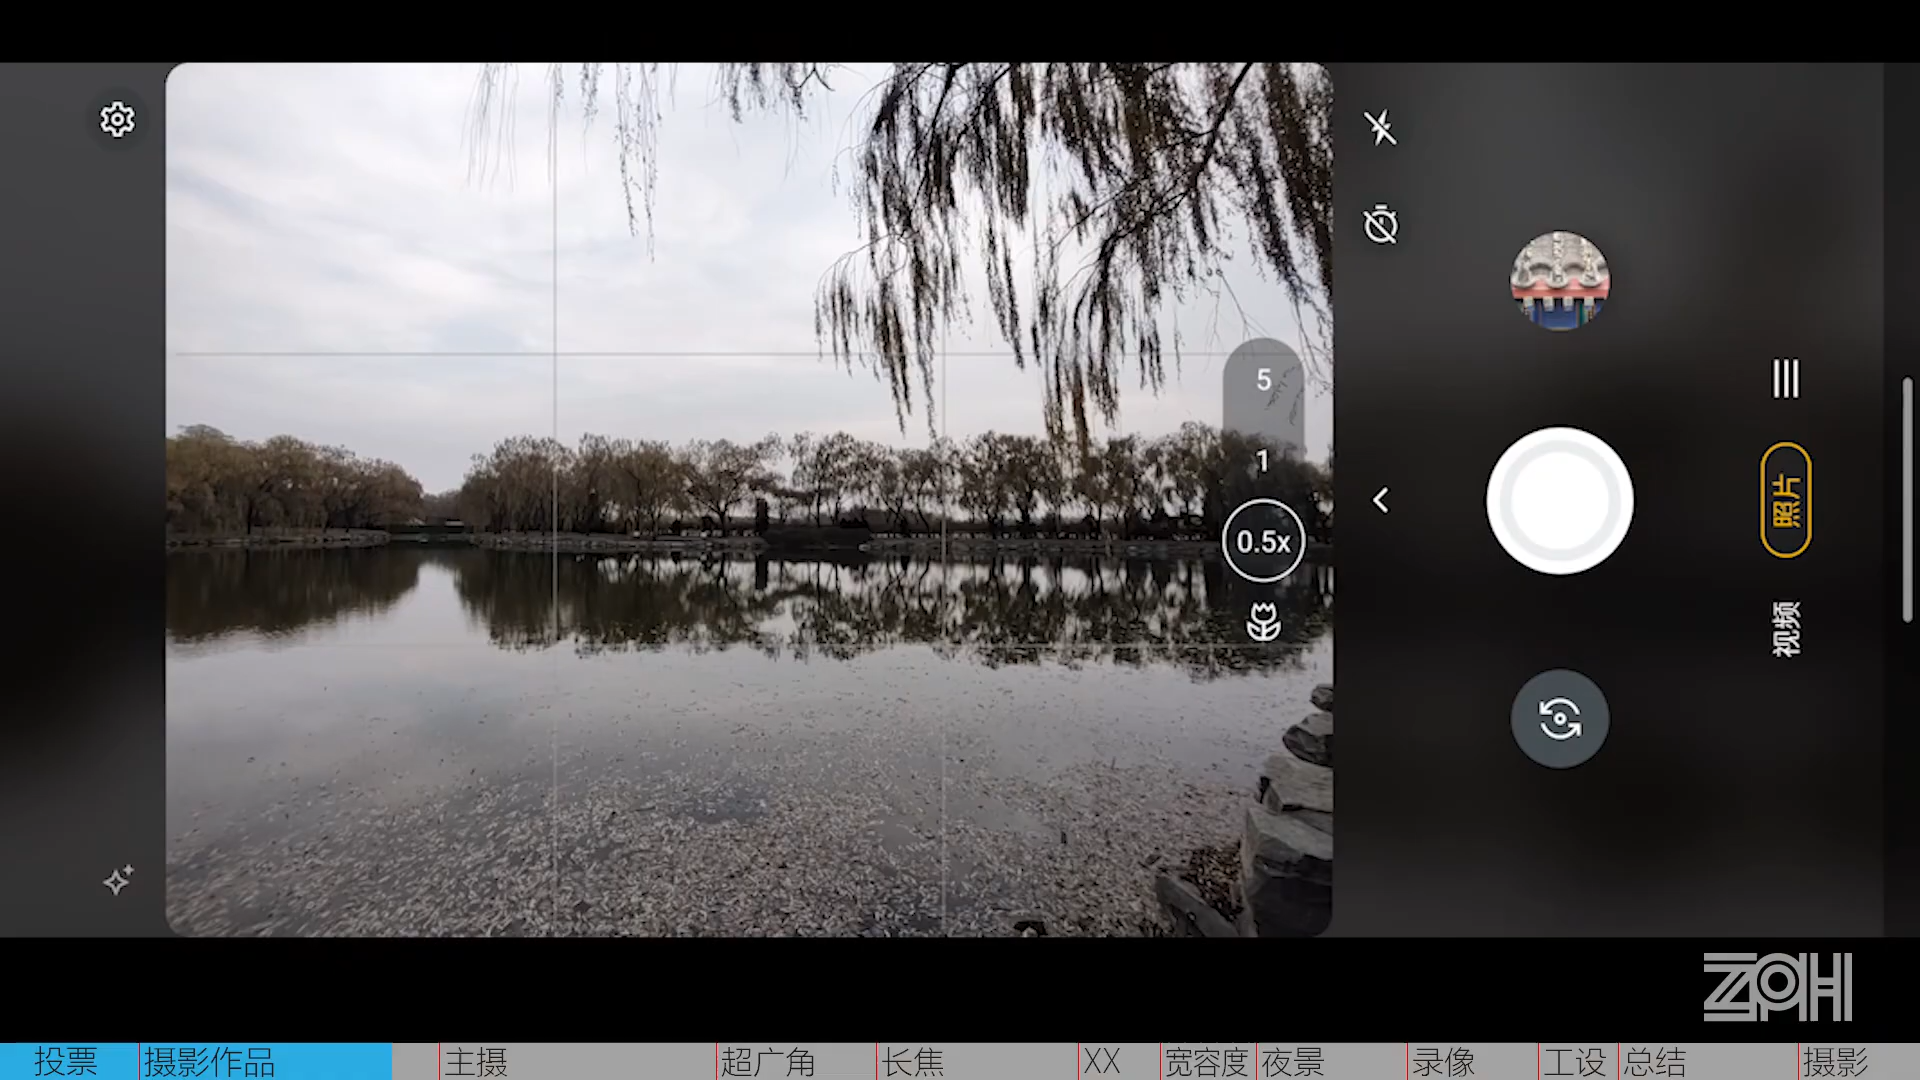 5
1
0.5x
照片
视频
ZPH
投票 摄影作品 主摄 超广角 长焦 XX 宽容度 夜景 录像 工设 总结 摄影